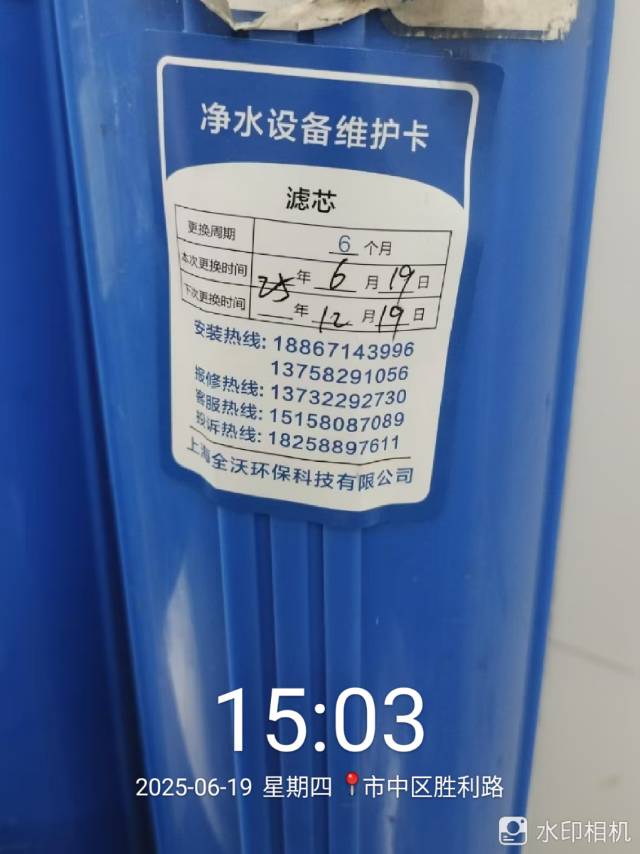 净水设备维护卡
滤芯
更换周期 6 个月
本次更换时间 25 年 6 月 19 日
下次更换时间 年 12 月 19 日
安装热线: 18867143996
13758291056
报修热线: 13732292730
客服热线: 15158087089
投诉热线: 18258897611
上海全沃环保科技有限公司
15:03
2025-06-19 星期四 📍市中区胜利路
水印相机